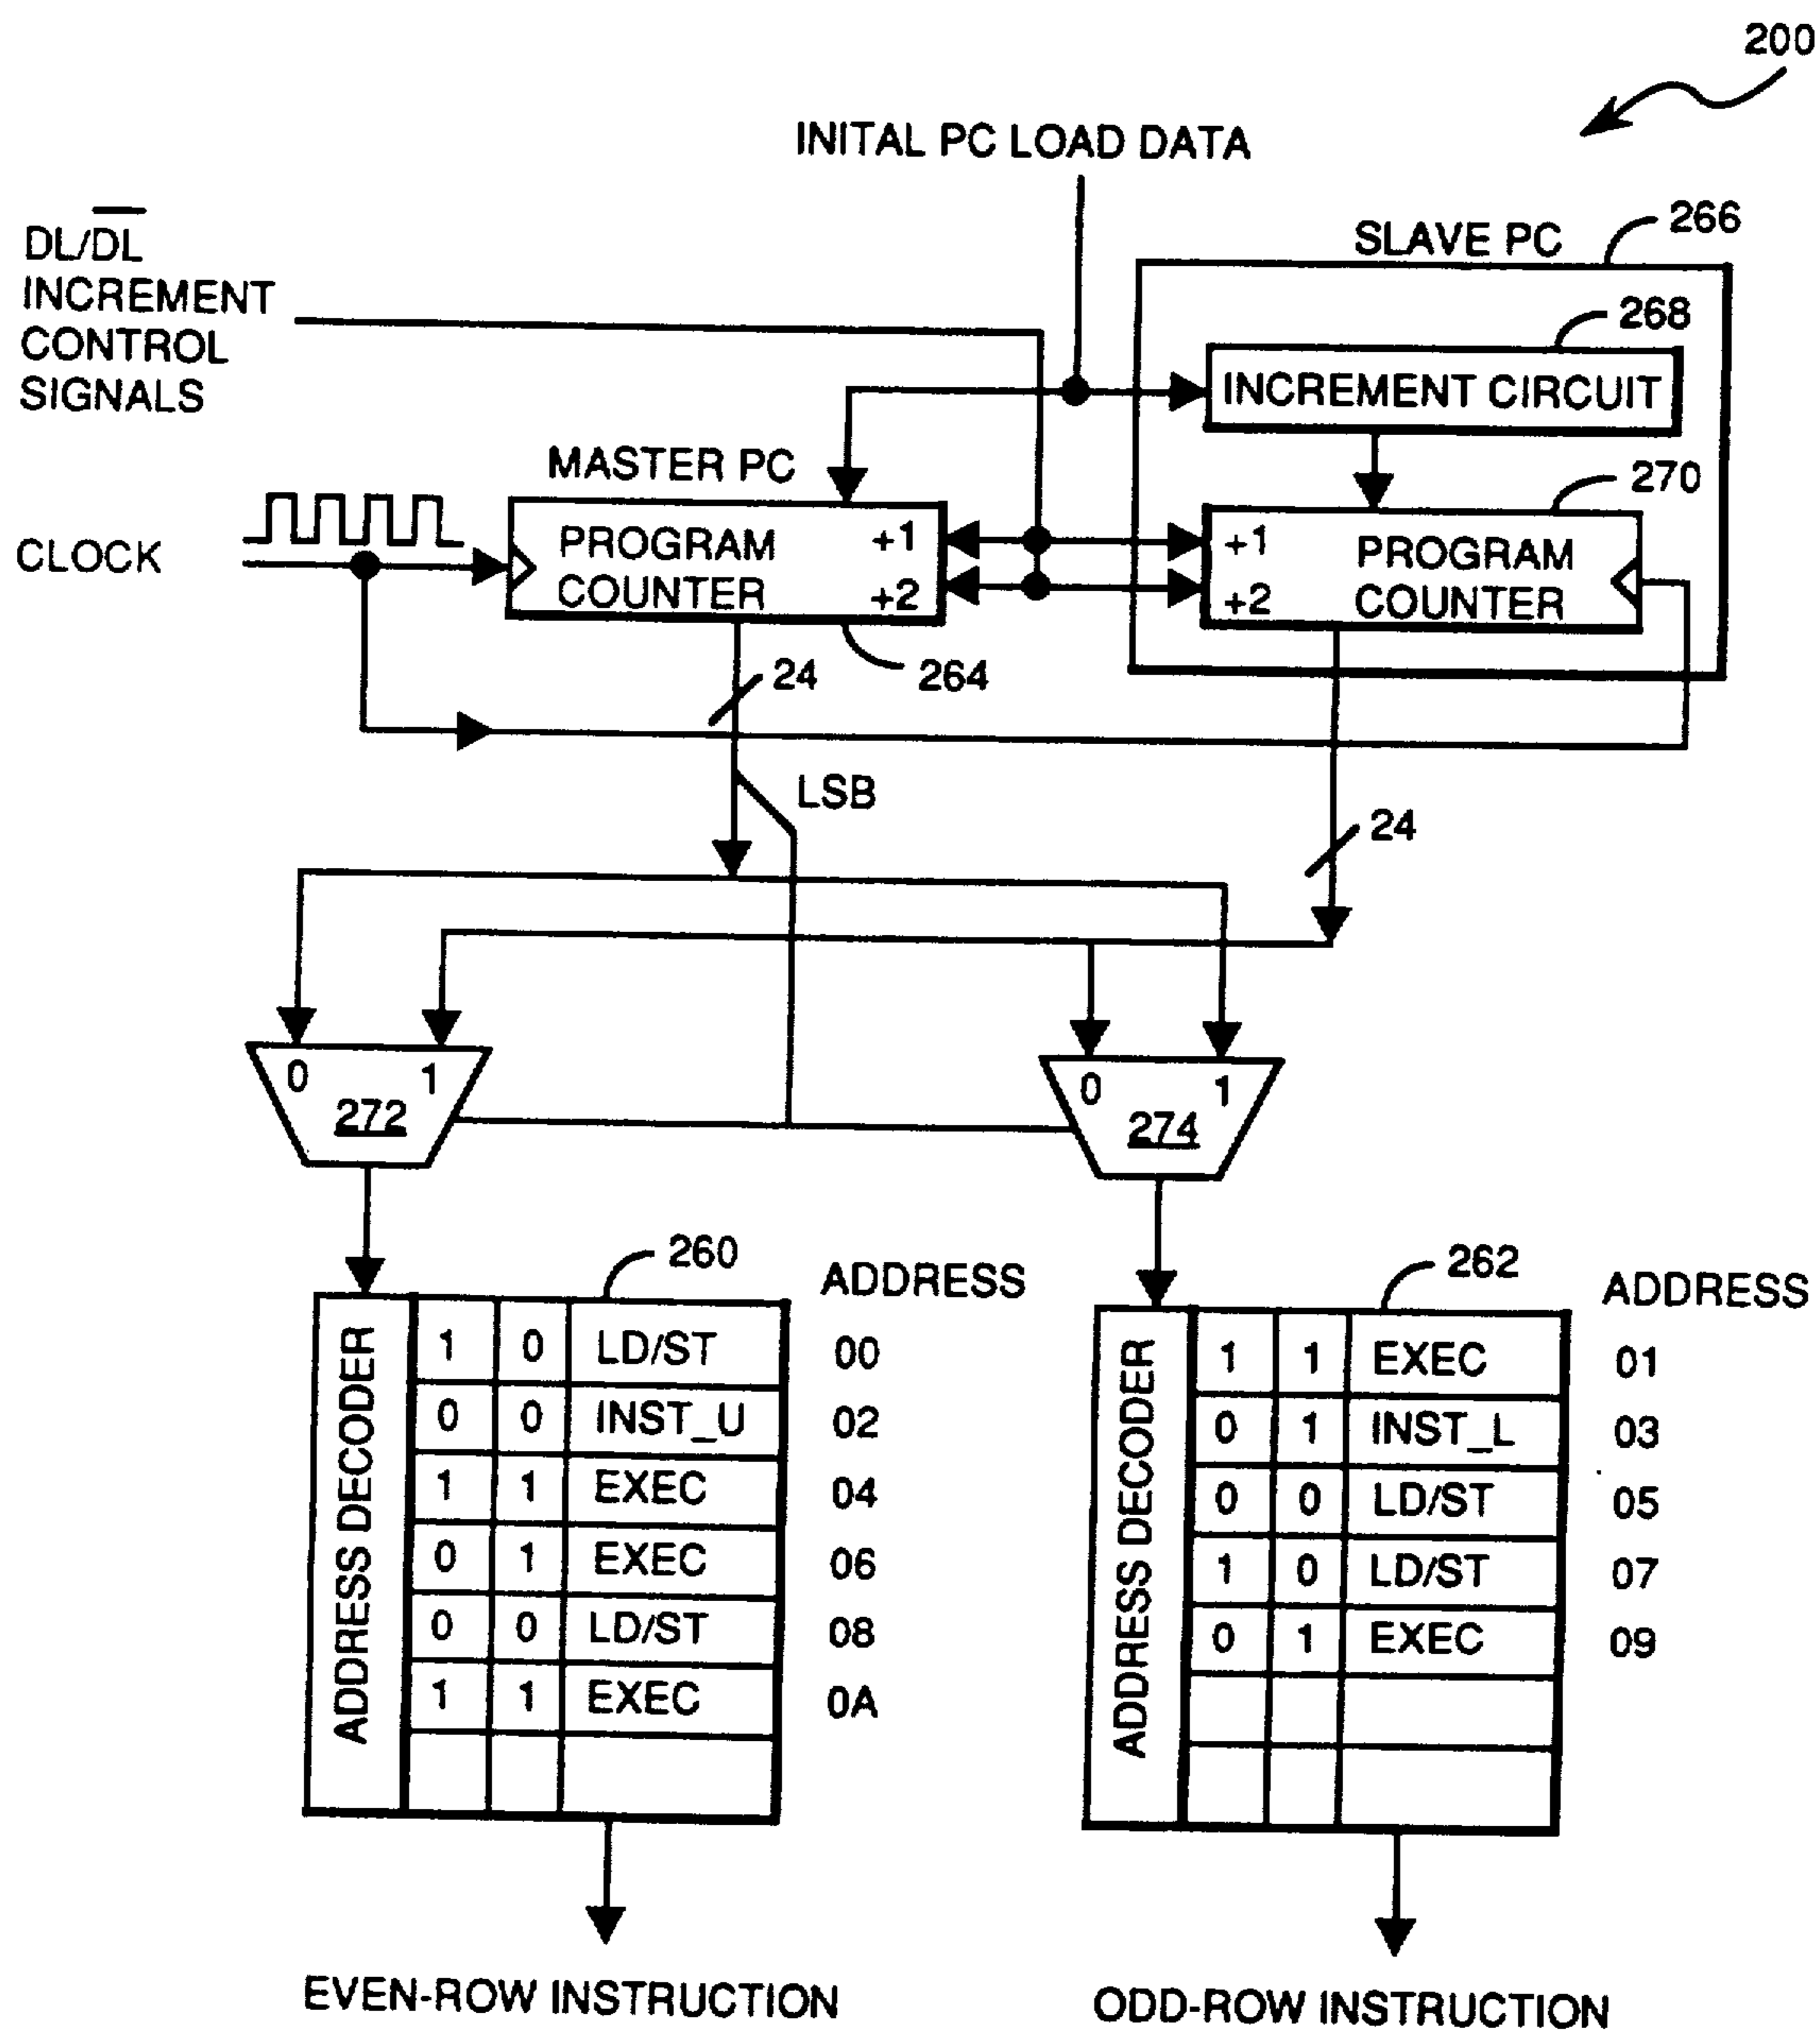 200
INITAL PC LOAD DATA
DL/D̅L̅
INCREMENT
CONTROL
SIGNALS
SLAVE PC
266
268
INCREMENT CIRCUIT
MASTER PC
270
CLOCK
PROGRAM
COUNTER
+1
+2
+1
+2
PROGRAM
COUNTER
24
264
LSB
24
0 1
272
0 1
274
260
ADDRESS
262
ADDRESS
ADDRESS DECODER
1 0 LD/ST 00
0 0 INST_U 02
1 1 EXEC 04
0 1 EXEC 06
0 0 LD/ST 08
1 1 EXEC 0A
ADDRESS DECODER
1 1 EXEC 01
0 1 INST_L 03
0 0 LD/ST 05
1 0 LD/ST 07
0 1 EXEC 09
EVEN-ROW INSTRUCTION
ODD-ROW INSTRUCTION